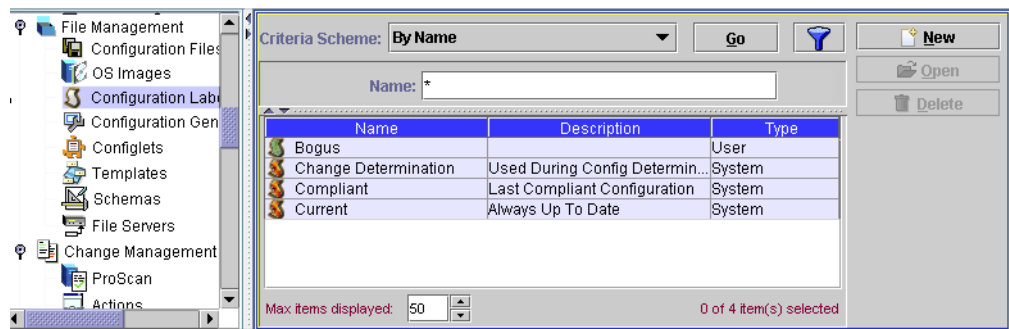 File Management
Configuration Files
OS Images
Configuration Lab
Configuration Gen
Configlets
Templates
Schemas
File Servers
Change Management
ProScan
Actions
Criteria Scheme: By Name
Go
Name: *
Name Description Type
Bogus User
Change Determination Used During Config Determin... System
Compliant Last Compliant Configuration System
Current Always Up To Date System
Max items displayed: 50
0 of 4 item(s) selected
New
Open
Delete